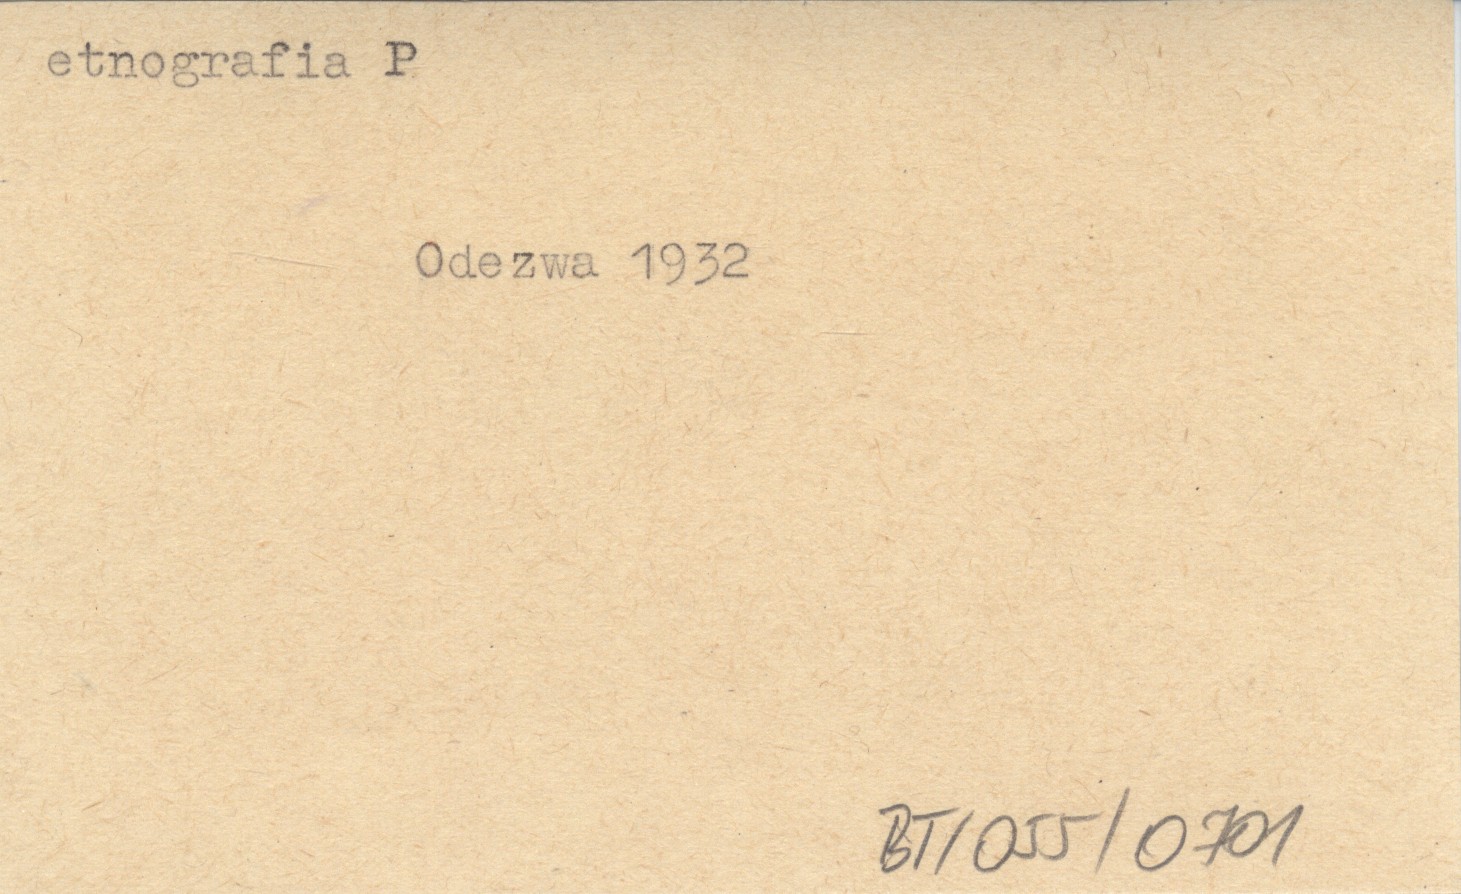 etnografia P
Odezwa 1932
BT/055/0701